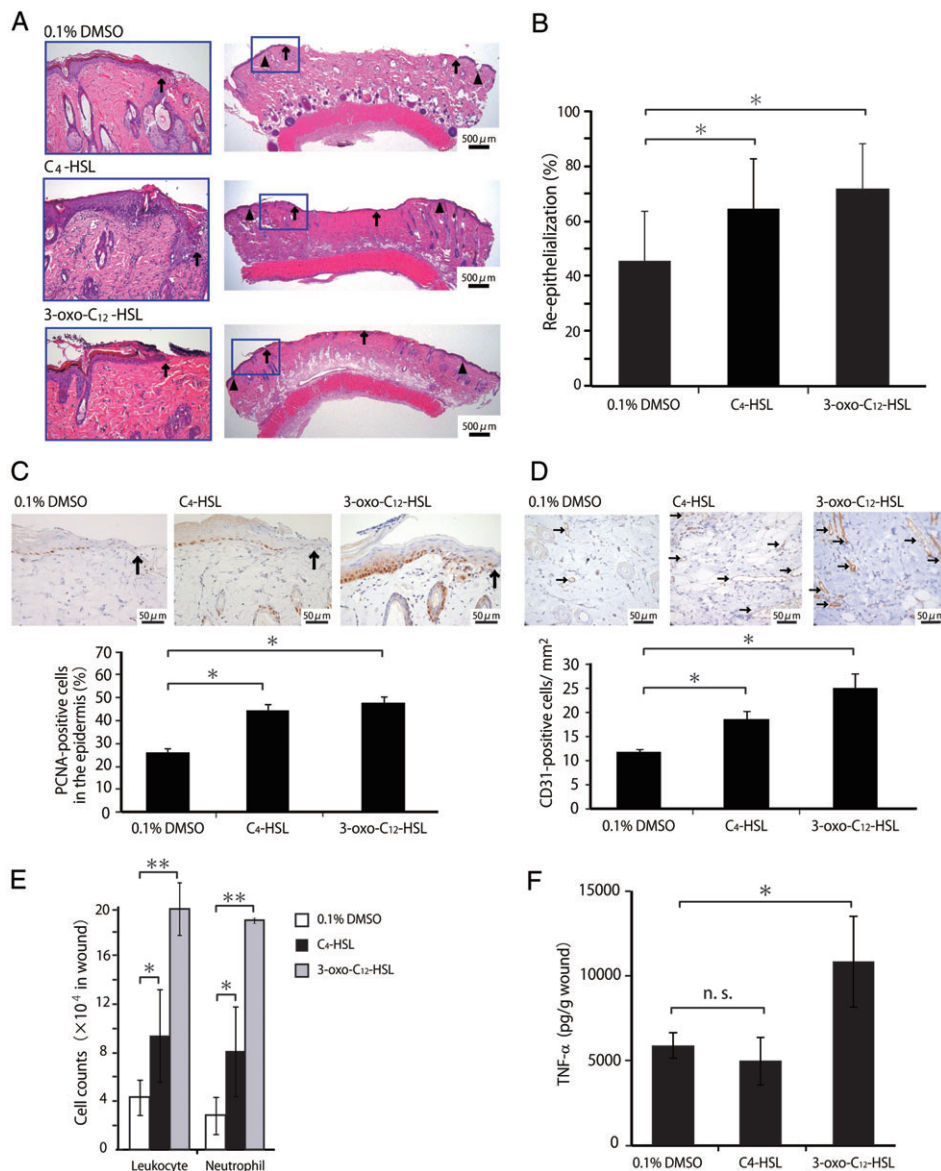 A
0.1% DMSO
500 μm
C4-HSL
500 μm
3-oxo-C12-HSL
500 μm
B
Re-epithelialization (%)
100
80
60
40
20
0
*
*
0.1% DMSO C4-HSL 3-oxo-C12-HSL
C
0.1% DMSO C4-HSL 3-oxo-C12-HSL
50 μm 50 μm 50 μm
PCNA-positive cells
in the epidermis (%)
70
60
50
40
30
20
10
0
*
*
0.1% DMSO C4-HSL 3-oxo-C12-HSL
D
0.1% DMSO C4-HSL 3-oxo-C12-HSL
50 μm 50 μm 50 μm
CD31-positive cells/ mm2
30
25
20
15
10
5
0
*
*
0.1% DMSO C4-HSL 3-oxo-C12-HSL
E
Cell counts (×10 4 in wound)
20
16
12
8
4
0
** **
* *
Leukocyte Neutrophil
0.1% DMSO
C4-HSL
3-oxo-C12-HSL
F
TNF-α (pg/g wound)
15000
10000
5000
0
*
n. s.
0.1% DMSO C4-HSL 3-oxo-C12-HSL